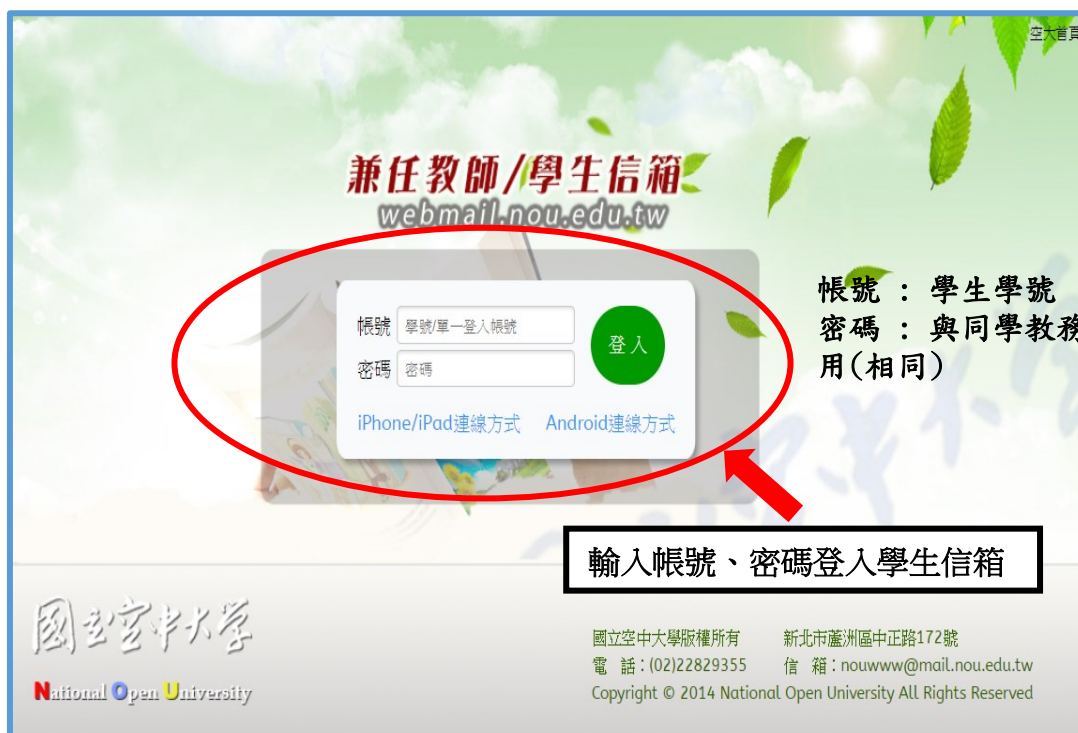 空大首頁
兼任教師/學生信箱
webmail.nou.edu.tw
帳號 學號/單一登入帳號
密碼 密碼
登入
iPhone/iPad連線方式 Android連線方式
帳號 : 學生學號
密碼 : 與同學教務
用(相同)
輸入帳號、密碼登入學生信箱
國立空中大学
National Open University
國立空中大學版權所有 新北市蘆洲區中正路172號
電 話：(02)22829355 信 箱：nouwww@mail.nou.edu.tw
Copyright © 2014 National Open University All Rights Reserved